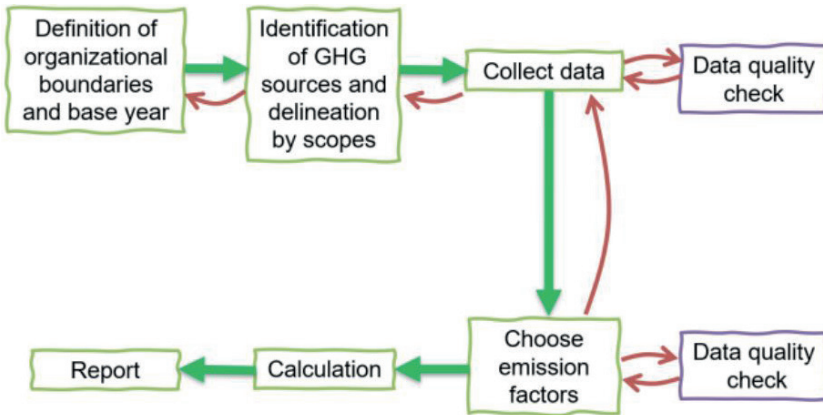 Definition of
organizational
boundaries
and base year
Identification
of GHG
sources and
delineation
by scopes
Collect data
Data quality
check
Choose
emission
factors
Data quality
check
Calculation
Report